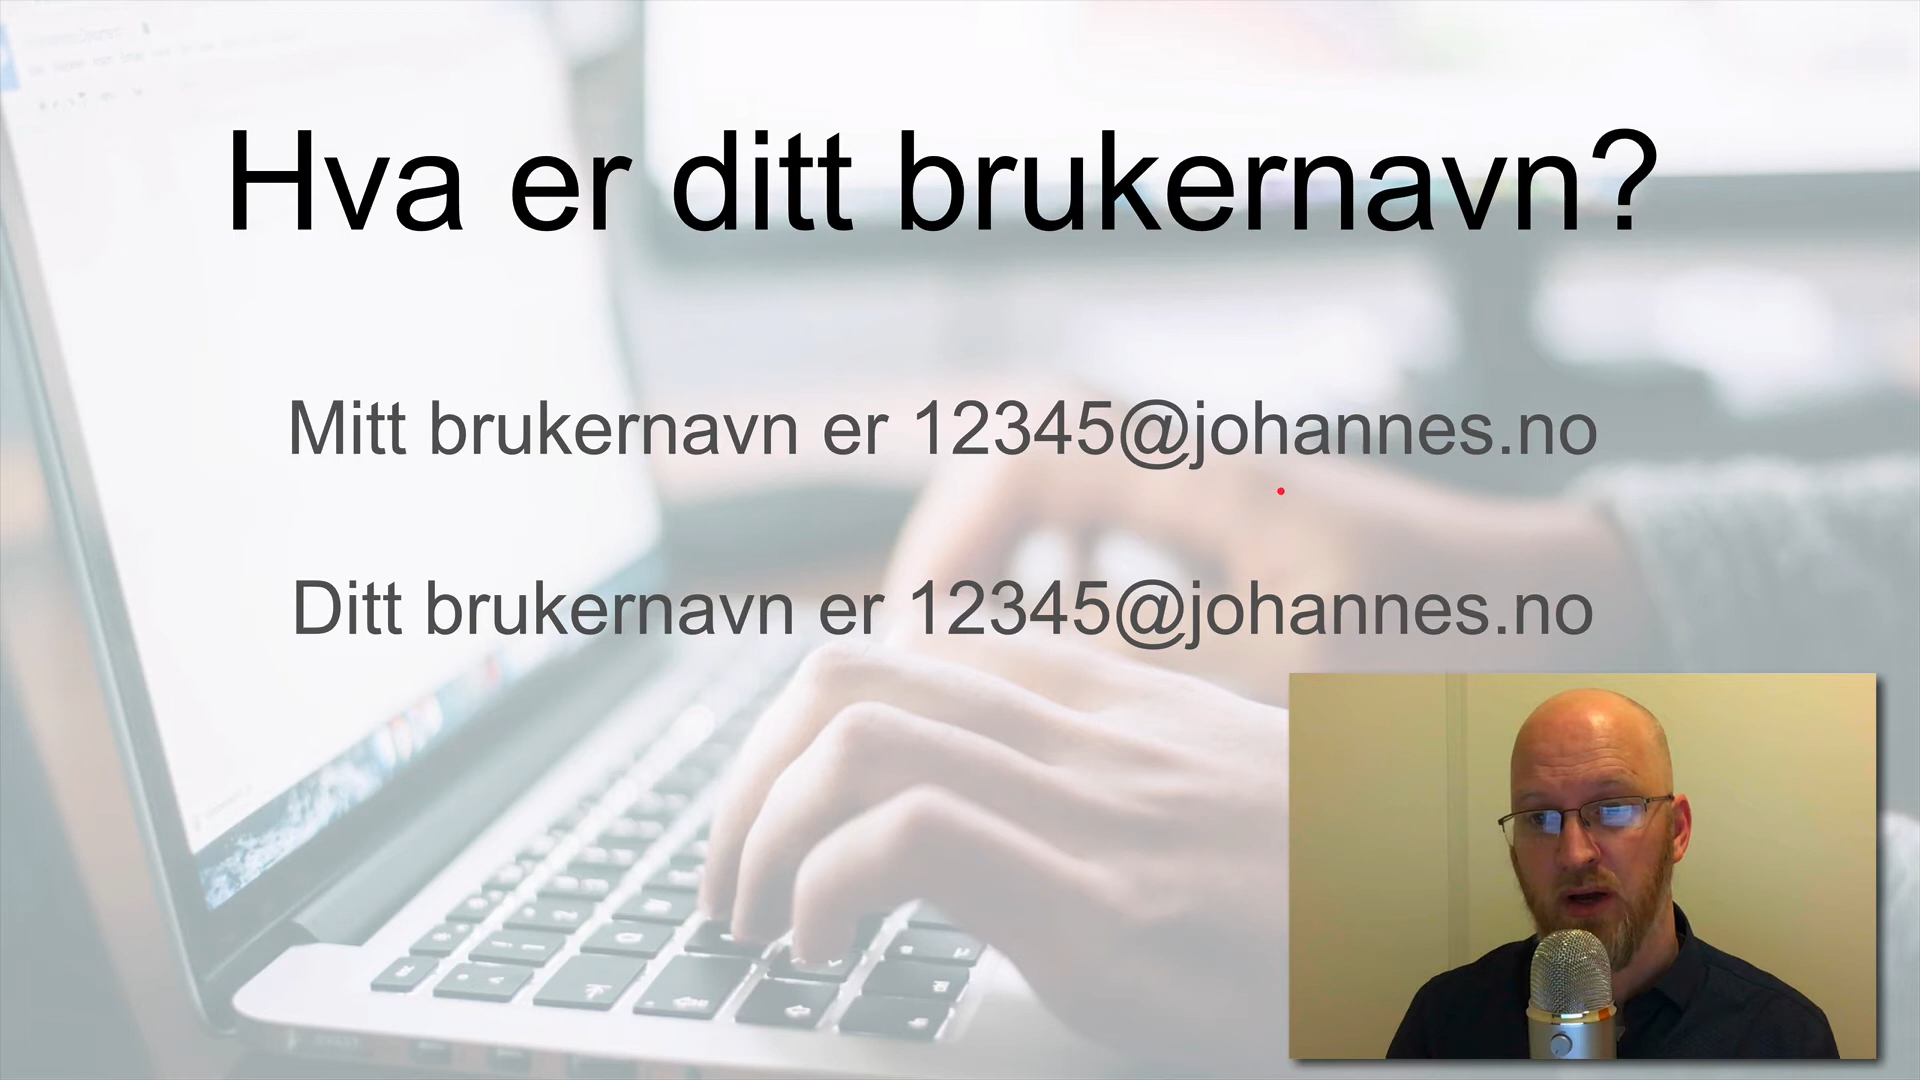 Hva er ditt brukernavn?
Mitt brukernavn er 12345@johannes.no
Ditt brukernavn er 12345@johannes.no